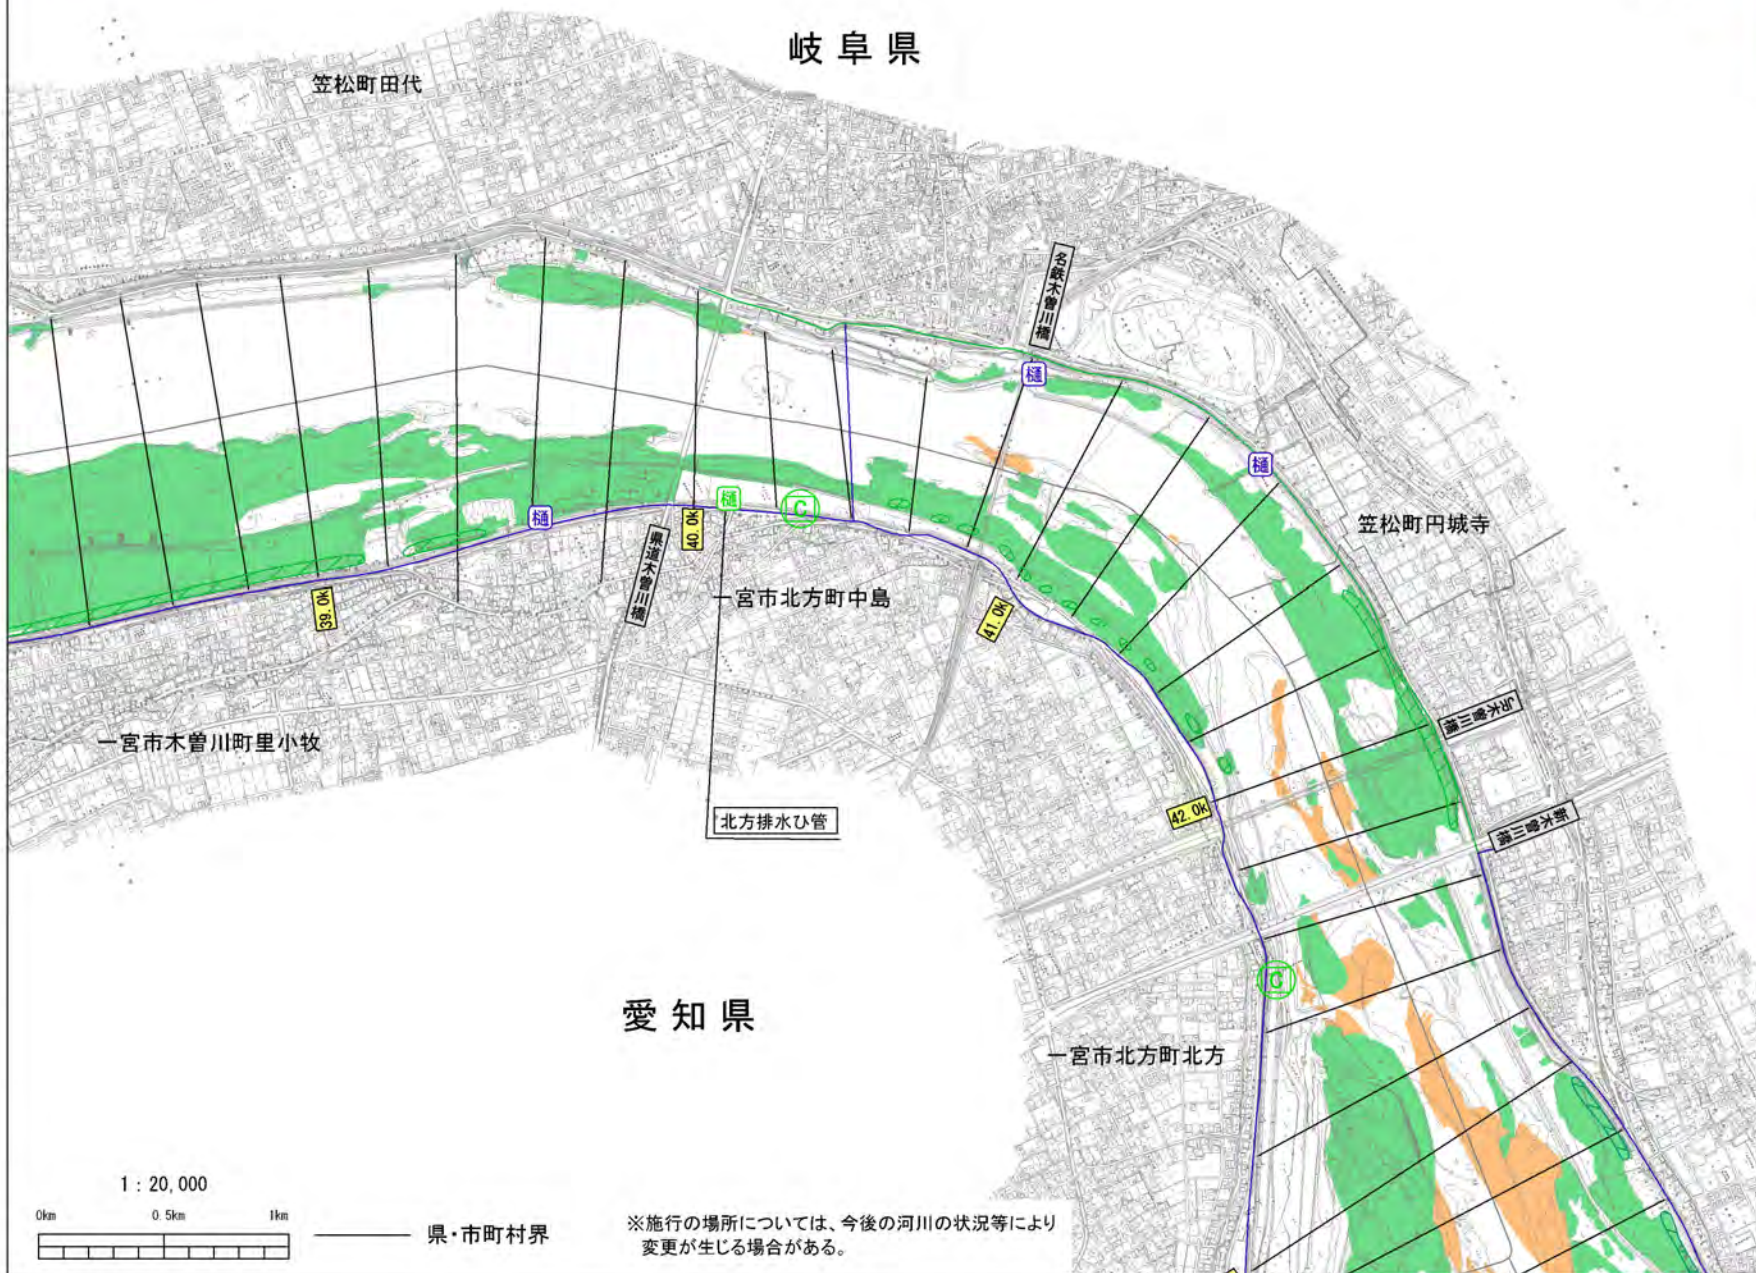 岐阜県
笠松町田代
名鉄木曽川橋
樋
樋
笠松町円城寺
樋
樋
C
40.0k
県道木曽川橋
一宮市北方町中島
39.0k
41.0k
一宮市木曽川町里小牧
JR木曽川橋
42.0k
新木曽川橋
北方排水ひ管
C
愛知県
一宮市北方町北方
1:20,000
0km 0.5km 1km
県・市町村界
※施行の場所については、今後の河川の状況等により
変更が生じる場合がある。